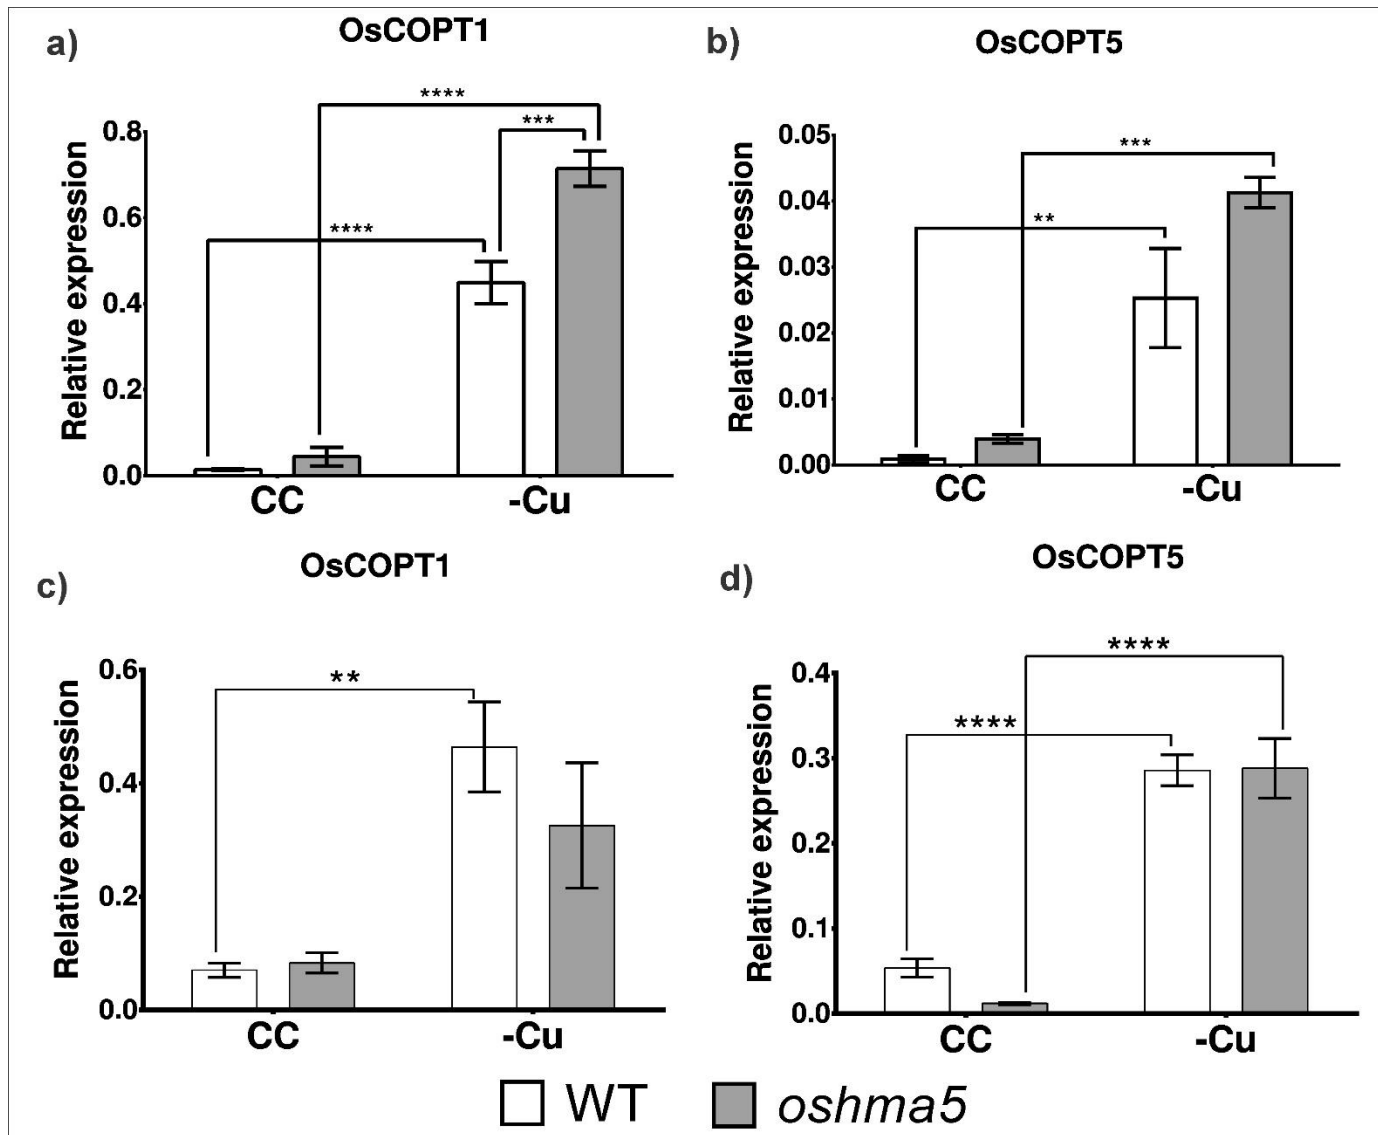 a)
OsCOPT1
Relative expression
0.8
0.6
0.4
0.2
0.0
****
****
***
CC
-Cu
b)
OsCOPT5
Relative expression
0.05
0.04
0.03
0.02
0.01
0.00
***
**
CC
-Cu
c)
OsCOPT1
Relative expression
0.6
0.4
0.2
0.0
**
CC
-Cu
d)
OsCOPT5
Relative expression
0.4
0.3
0.2
0.1
0.0
****
****
CC
-Cu
WT
oshma5